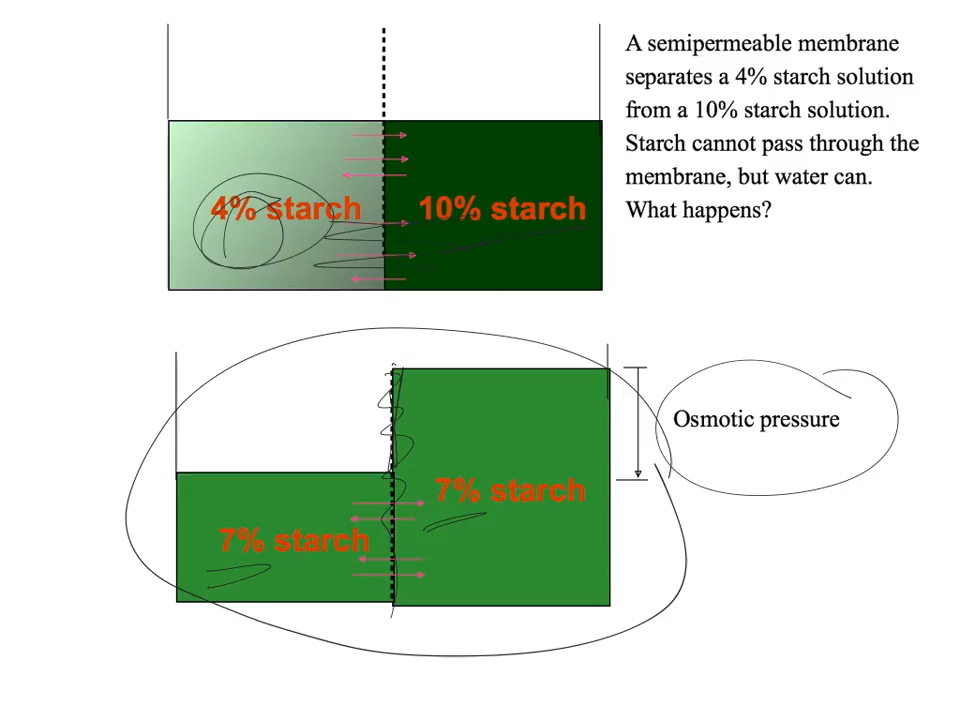 A semipermeable membrane
separates a 4% starch solution
from a 10% starch solution.
Starch cannot pass through the
membrane, but water can.
What happens?
4% starch
10% starch
Osmotic pressure
7% starch
7% starch